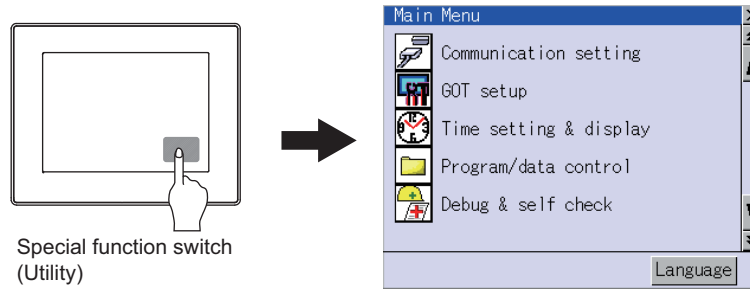 Special function switch
(Utility)
Main Menu
Communication setting
GOT setup
Time setting & display
Program/data control
Debug & self check
Language